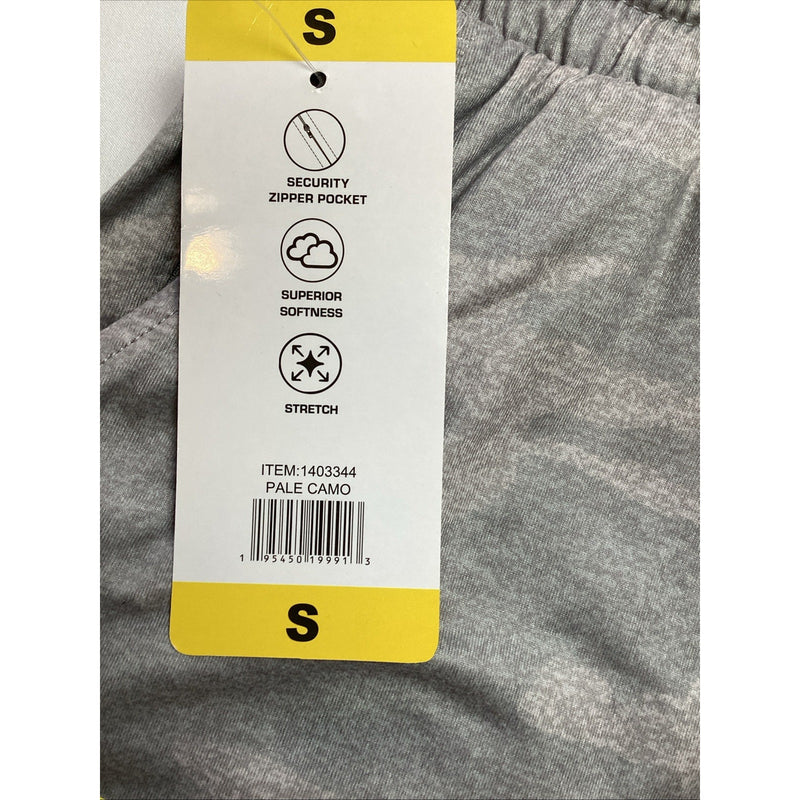 S
SECURITY
ZIPPER POCKET
SUPERIOR
SOFTNESS
STRETCH
ITEM:1403344
PALE CAMO
1 95450 19991 3
S